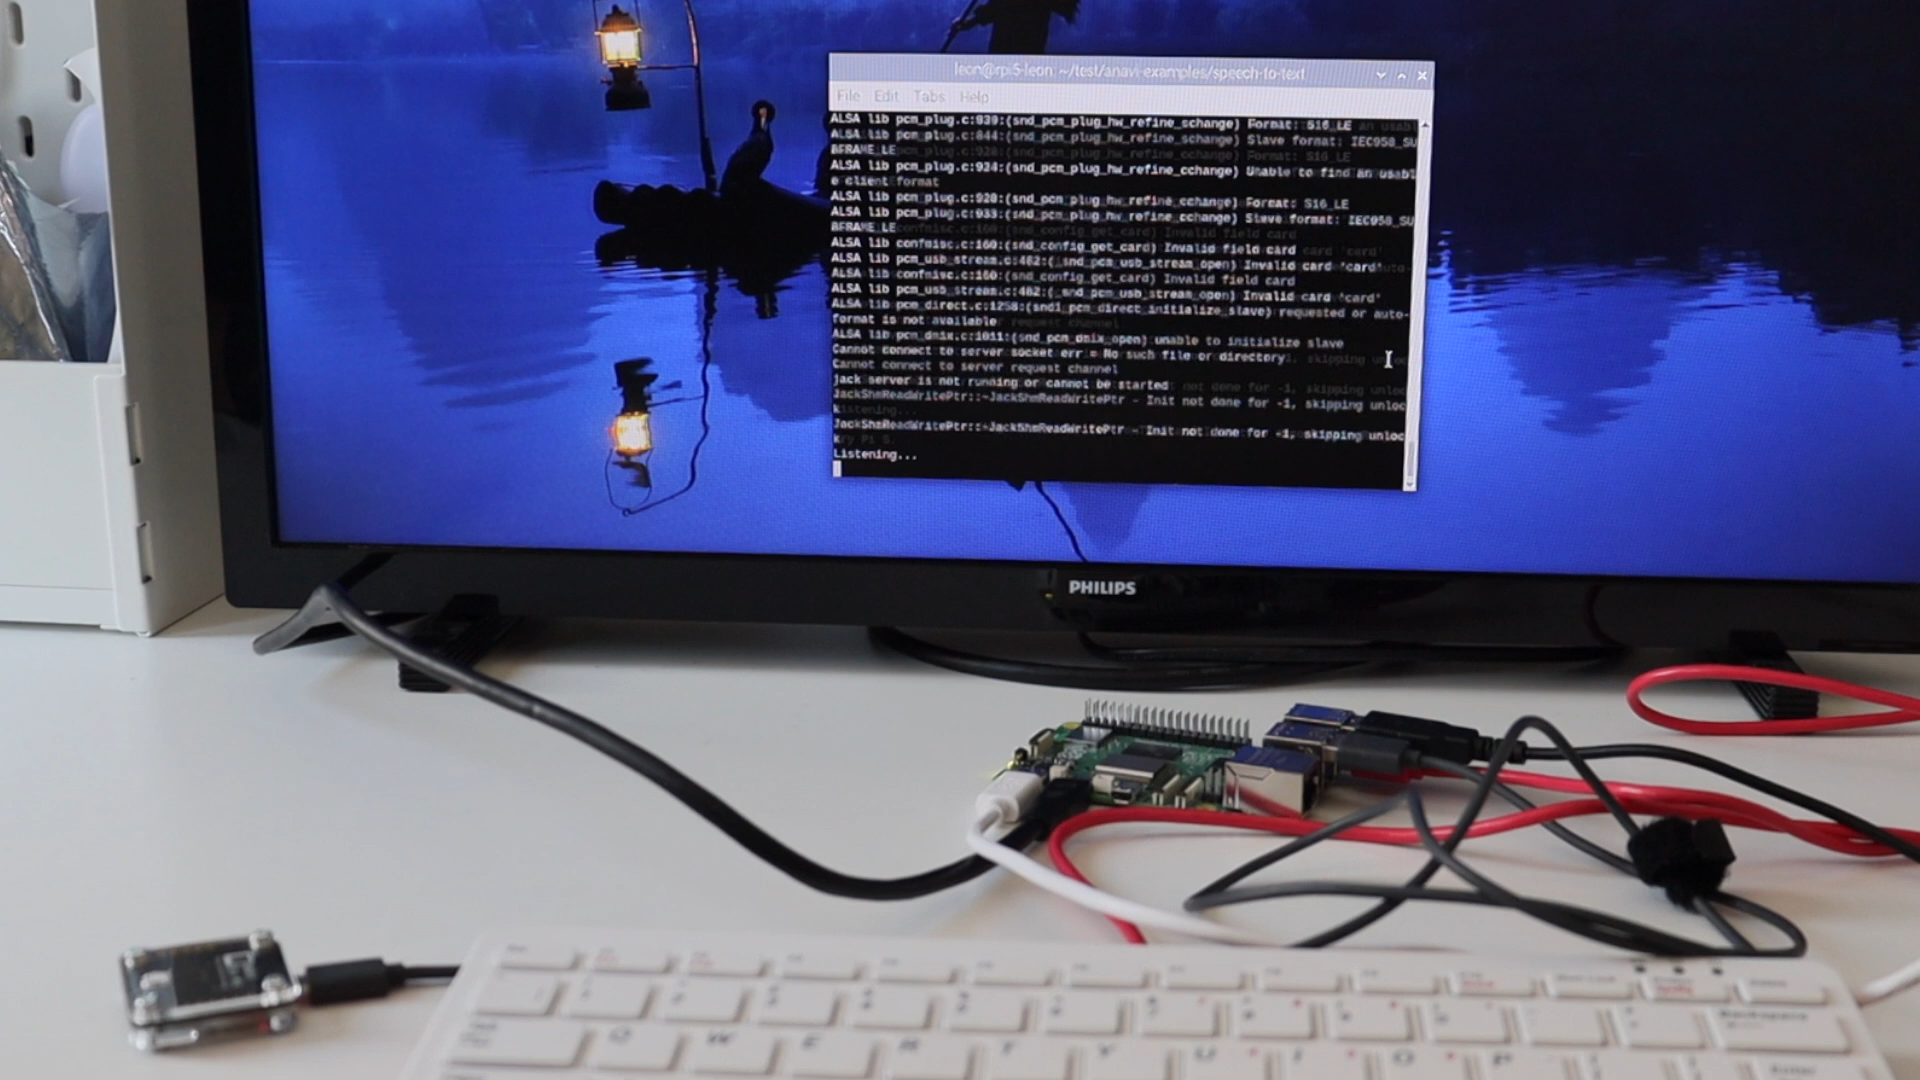 leon@rpi5-leon: ~/test/anavi-examples/speech-to-text
File Edit Tabs Help
ALSA lib pcm_plug.c:939:(snd_pcm_plug_hw_refine_schange) Format: S16_LE
ALSA lib pcm_plug.c:844:(snd_pcm_plug_hw_refine_schange) Slave format: IEC958_SU
BFRAME_LE
ALSA lib pcm_plug.c:924:(snd_pcm_plug_hw_refine_cchange) Unable to find an usabl
e client format
ALSA lib pcm_plug.c:928:(snd_pcm_plug_hw_refine_cchange) Format: S16_LE
ALSA lib pcm_plug.c:933:(snd_pcm_plug_hw_refine_cchange) Slave format: IEC958_SU
BFRAME_LE
ALSA lib confmisc.c:160:(snd_config_get_card) Invalid field card
ALSA lib pcm_usb_stream.c:482:(_snd_pcm_usb_stream_open) Invalid card 'card'
ALSA lib confmisc.c:160:(snd_config_get_card) Invalid field card
ALSA lib pcm_usb_stream.c:482:(_snd_pcm_usb_stream_open) Invalid card 'card'
ALSA lib pcm_direct.c:1258:(snd1_pcm_direct_initialize_slave) requested or auto-
format is not available
ALSA lib pcm_dmix.c:1011:(snd_pcm_dmix_open) unable to initialize slave
Cannot connect to server socket err = No such file or directory
Cannot connect to server request channel
jack server is not running or cannot be started
JackShmReadWritePtr::~JackShmReadWritePtr - Init not done for -1, skipping unloc
k
JackShmReadWritePtr::~JackShmReadWritePtr - Init not done for -1, skipping unloc
k
Listening...
PHILIPS
Backspace
Q W E R T Y U I O P
Enter